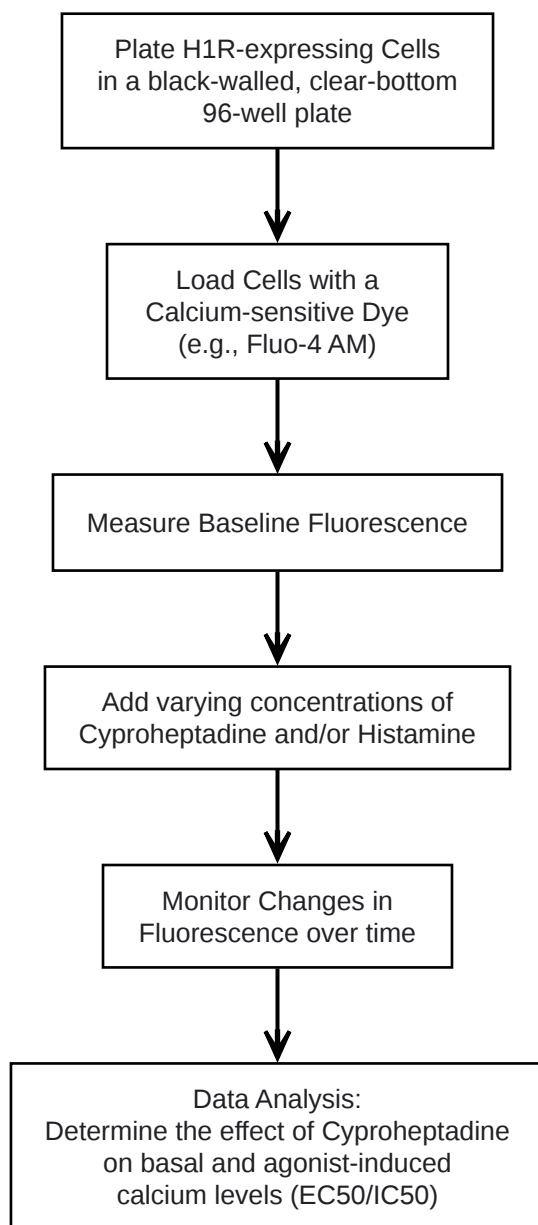 Plate H1R-expressing Cells
in a black-walled, clear-bottom
96-well plate
Load Cells with a
Calcium-sensitive Dye
(e.g., Fluo-4 AM)
Measure Baseline Fluorescence
Add varying concentrations of
Cyproheptadine and/or Histamine
Monitor Changes in
Fluorescence over time
Data Analysis:
Determine the effect of Cyproheptadine
on basal and agonist-induced
calcium levels (EC50/IC50)